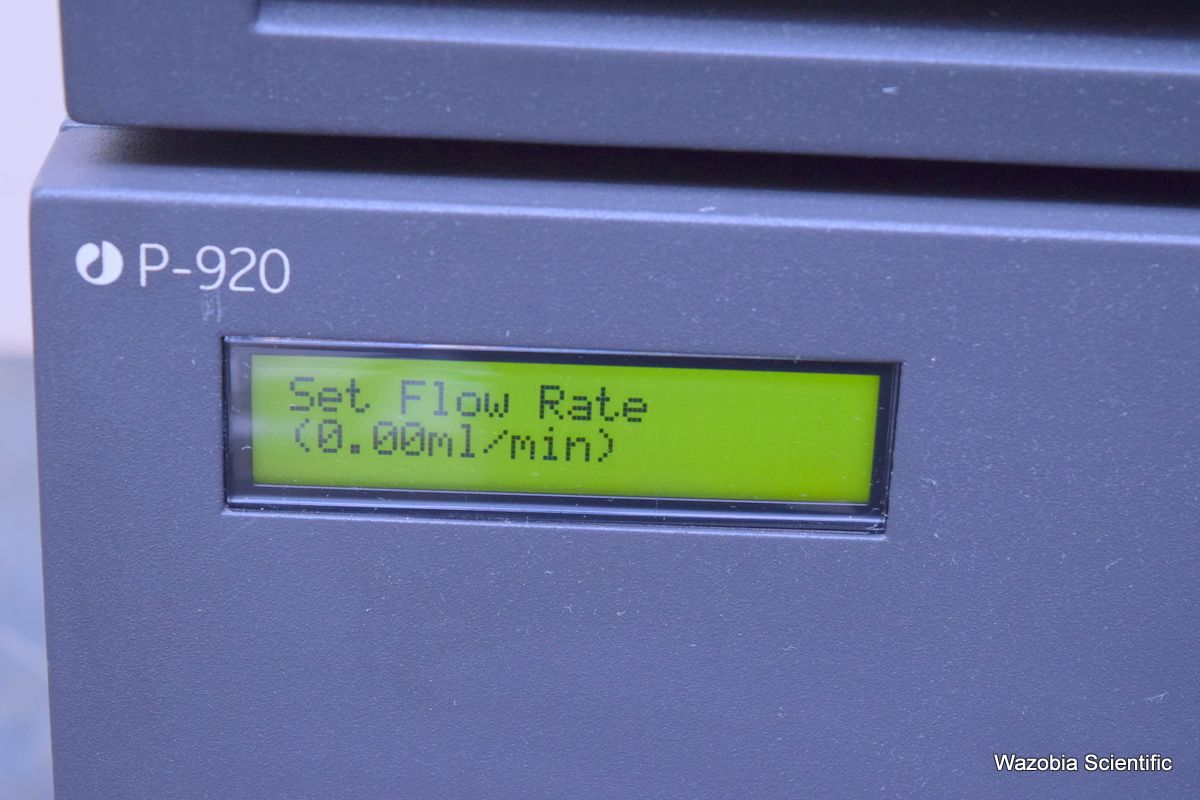 P-920
Set Flow Rate
(0.00ml/min)
Wazobia Scientific